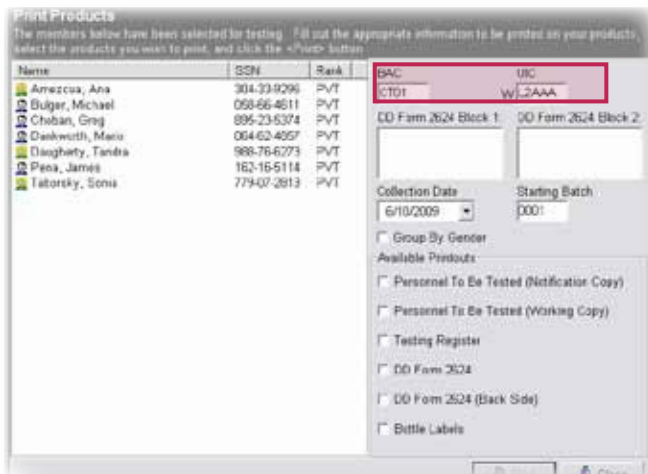 Print Products
The members below have been selected for testing. Fill out the appropriate information to be printed on your products,
select the products you wish to print, and click the <Print> button
Name SSN Rank
Amezcua, Ana 304-33-9296 PVT
Bulger, Michael 058-66-4611 PVT
Choban, Greg 895-23-5374 PVT
Dankworth, Mario 064-62-4057 PVT
Daugherty, Tandra 988-76-6273 PVT
Pena, James 162-16-5114 PVT
Tatorsky, Sonia 779-07-2813 PVT
BAC UIC
CT01 W L2AAA
DD Form 2624 Block 1: DD Form 2624 Block 2:
Collection Date Starting Batch
6/10/2009 0001
Group By Gender
Available Printouts
Personnel To Be Tested (Notification Copy)
Personnel To Be Tested (Working Copy)
Testing Register
DD Form 2624
DD Form 2624 (Back Side)
Bottle Labels
Close